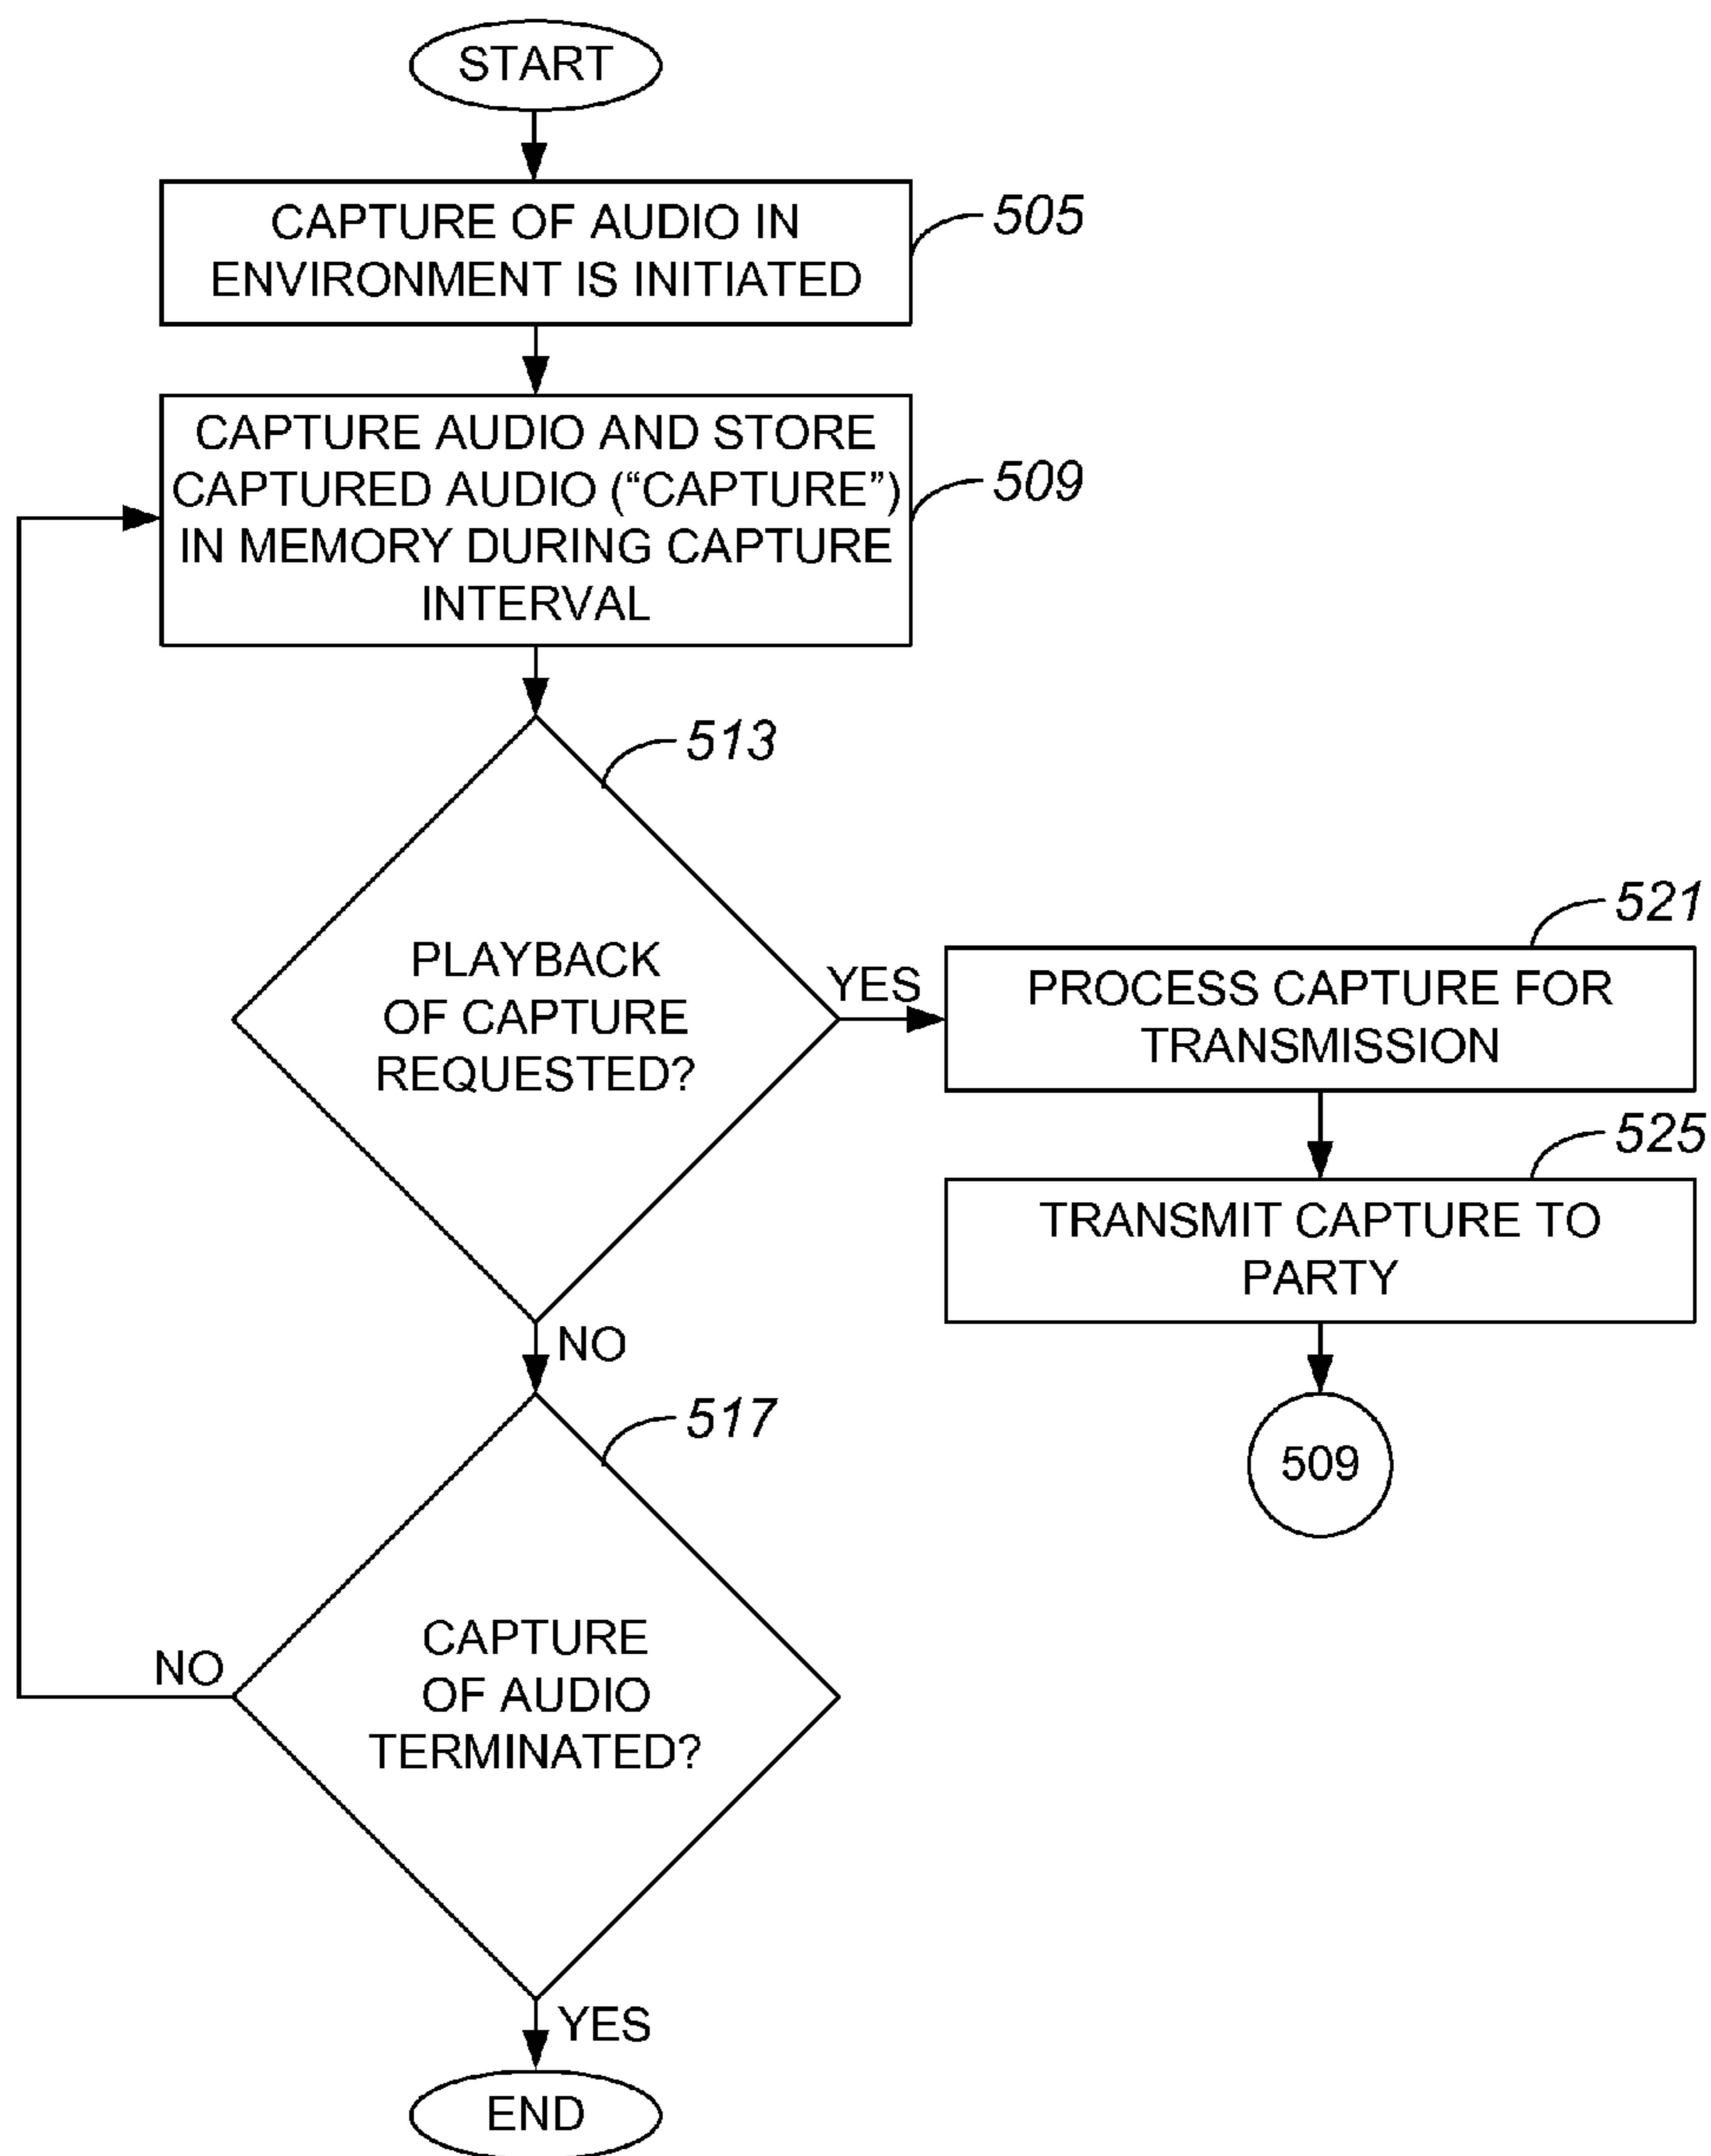 START
CAPTURE OF AUDIO IN
ENVIRONMENT IS INITIATED
505
CAPTURE AUDIO AND STORE
CAPTURED AUDIO (“CAPTURE”)
IN MEMORY DURING CAPTURE
INTERVAL
509
513
PLAYBACK
OF CAPTURE
REQUESTED?
YES
521
PROCESS CAPTURE FOR
TRANSMISSION
525
TRANSMIT CAPTURE TO
PARTY
509
NO
517
CAPTURE
OF AUDIO
TERMINATED?
NO
YES
END